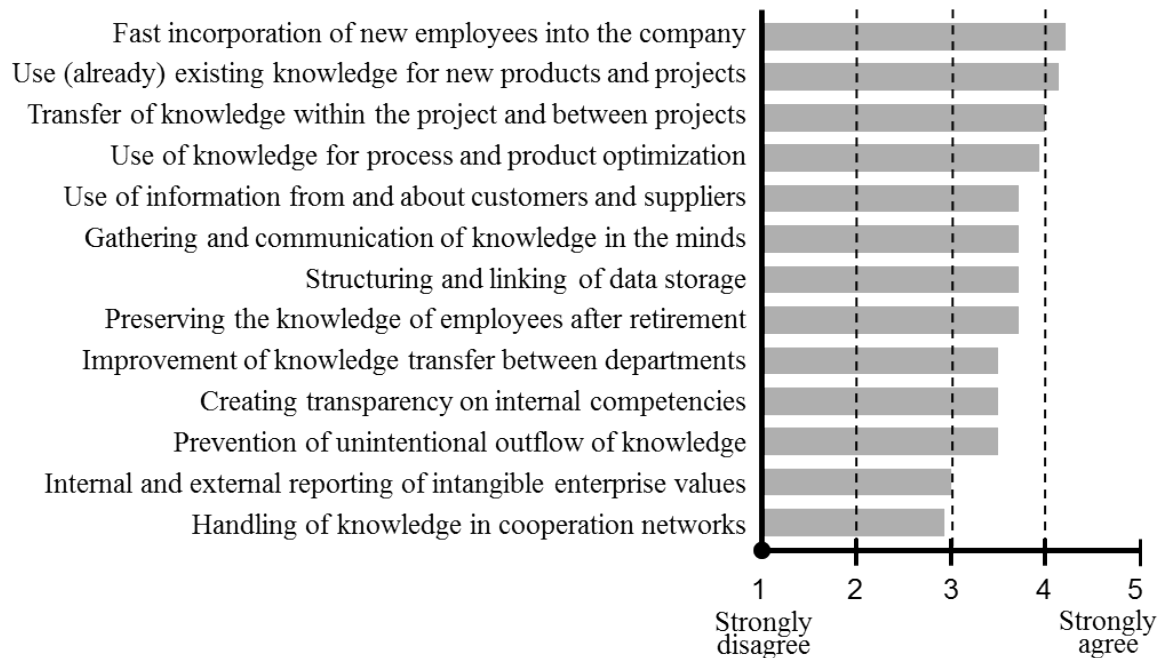 Fast incorporation of new employees into the company
Use (already) existing knowledge for new products and projects
Transfer of knowledge within the project and between projects
Use of knowledge for process and product optimization
Use of information from and about customers and suppliers
Gathering and communication of knowledge in the minds
Structuring and linking of data storage
Preserving the knowledge of employees after retirement
Improvement of knowledge transfer between departments
Creating transparency on internal competencies
Prevention of unintentional outflow of knowledge
Internal and external reporting of intangible enterprise values
Handling of knowledge in cooperation networks
1 2 3 4 5
Strongly Strongly
disagree agree